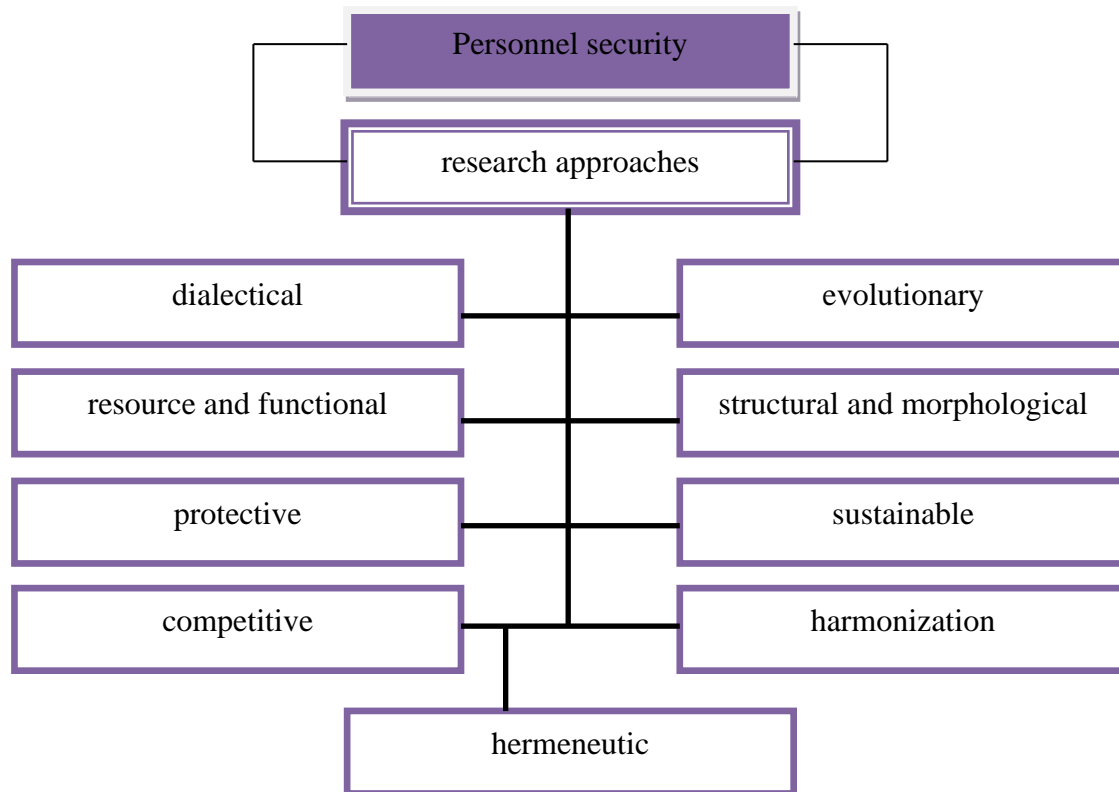 Personnel security
research approaches
dialectical
evolutionary
resource and functional
structural and morphological
protective
sustainable
competitive
harmonization
hermeneutic